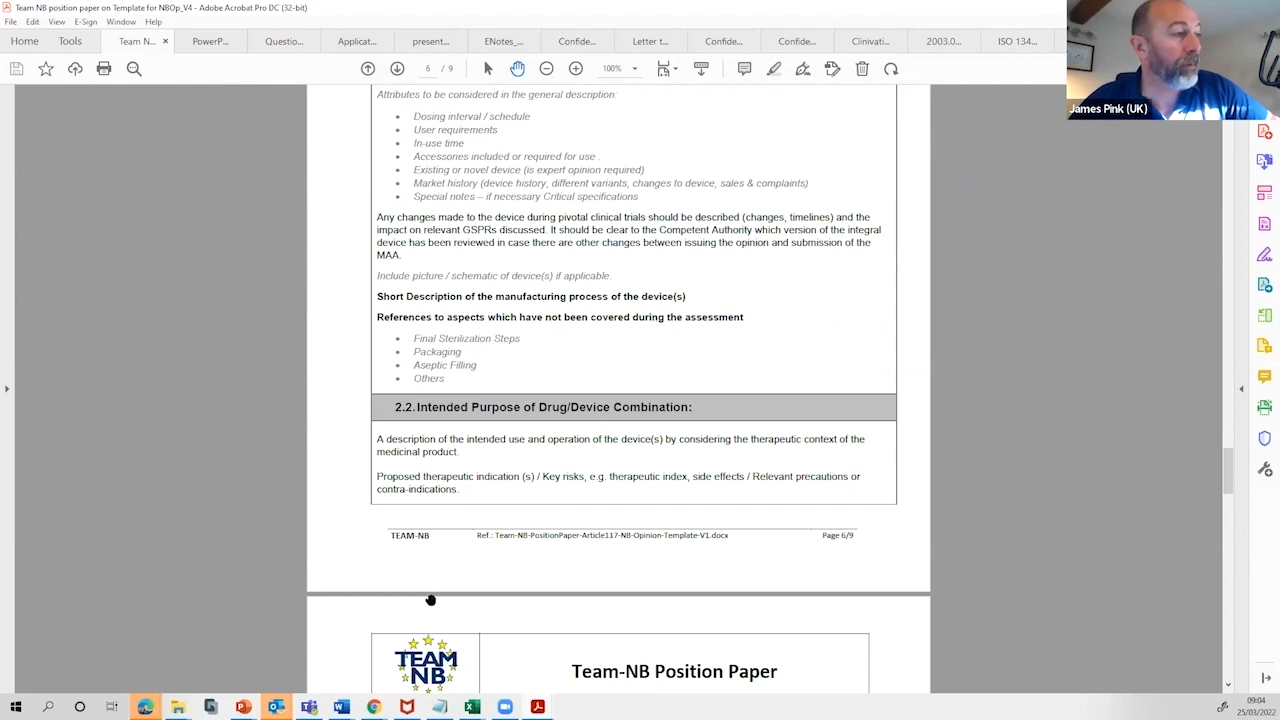 Team NB position paper on Template for NBOp_V4 - Adobe Acrobat Pro DC (32-bit)
File Edit View E-Sign Window Help
Home Tools Team N... × PowerP... Questio... Applicat... present... ENotes_... Confide... Letter t... Confide... Confide... Clinivati... 2003.0... ISO 134...
6 / 9 100%
James Pink (UK)
Attributes to be considered in the general description:
• Dosing interval / schedule
• User requirements
• In-use time
• Accessories included or required for use .
• Existing or novel device (is expert opinion required)
• Market history (device history, different variants, changes to device, sales & complaints)
• Special notes – if necessary Critical specifications
Any changes made to the device during pivotal clinical trials should be described (changes, timelines) and the
impact on relevant GSPRs discussed. It should be clear to the Competent Authority which version of the integral
device has been reviewed in case there are other changes between issuing the opinion and submission of the
MAA.
Include picture / schematic of device(s) if applicable.
Short Description of the manufacturing process of the device(s)
References to aspects which have not been covered during the assessment
• Final Sterilization Steps
• Packaging
• Aseptic Filling
• Others
2.2. Intended Purpose of Drug/Device Combination:
A description of the intended use and operation of the device(s) by considering the therapeutic context of the
medicinal product.
Proposed therapeutic indication (s) / Key risks, e.g. therapeutic index, side effects / Relevant precautions or
contra-indications.
TEAM-NB Ref.: Team-NB-PositionPaper-Article117-NB-Opinion-Template-V1.docx Page 6/9
TEAM
NB
Team-NB Position Paper
09:04
25/03/2022